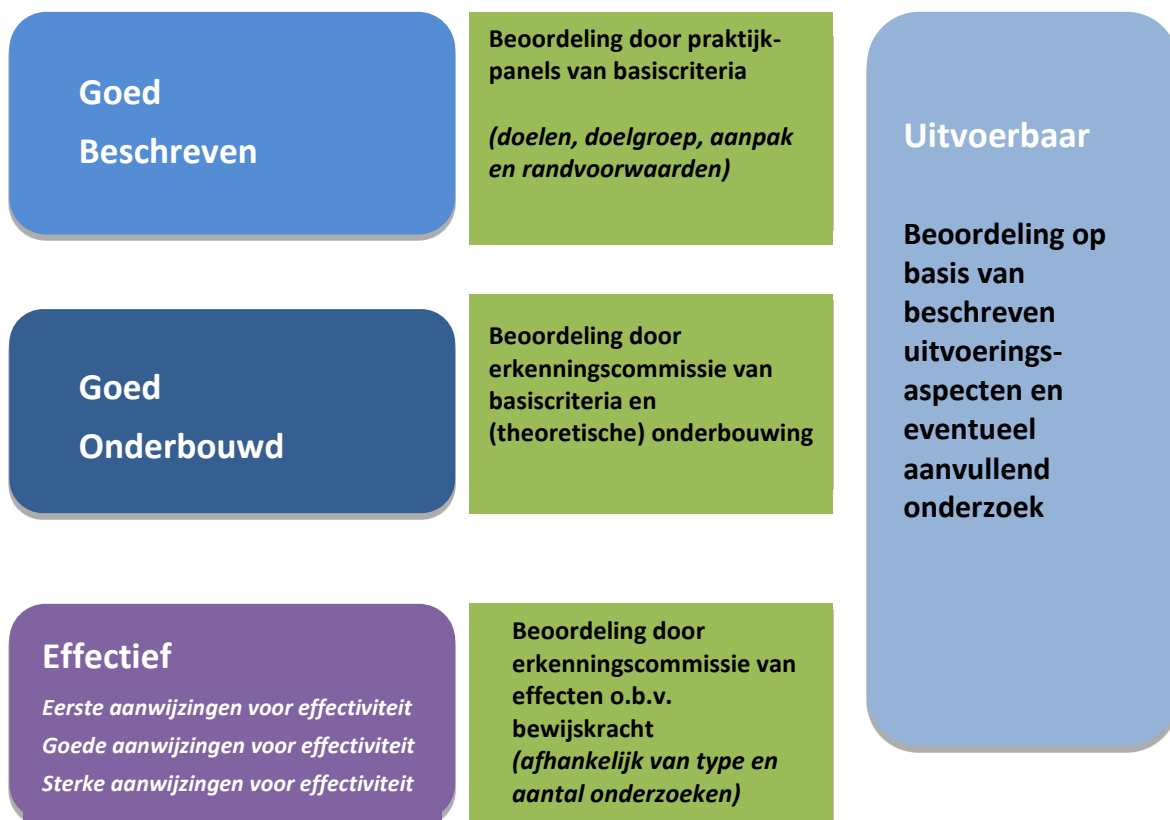 Goed
Beschreven
Beoordeling door praktijk-
panels van basiscriteria
(doelen, doelgroep, aanpak
en randvoorwaarden)
Goed
Onderbouwd
Beoordeling door
erkenningscommissie van
basiscriteria en
(theoretische) onderbouwing
Effectief
Eerste aanwijzingen voor effectiviteit
Goede aanwijzingen voor effectiviteit
Sterke aanwijzingen voor effectiviteit
Beoordeling door
erkenningscommissie van
effecten o.b.v.
bewijskracht
(afhankelijk van type en
aantal onderzoeken)
Uitvoerbaar
Beoordeling op
basis van
beschreven
uitvoerings-
aspecten en
eventueel
aanvullend
onderzoek